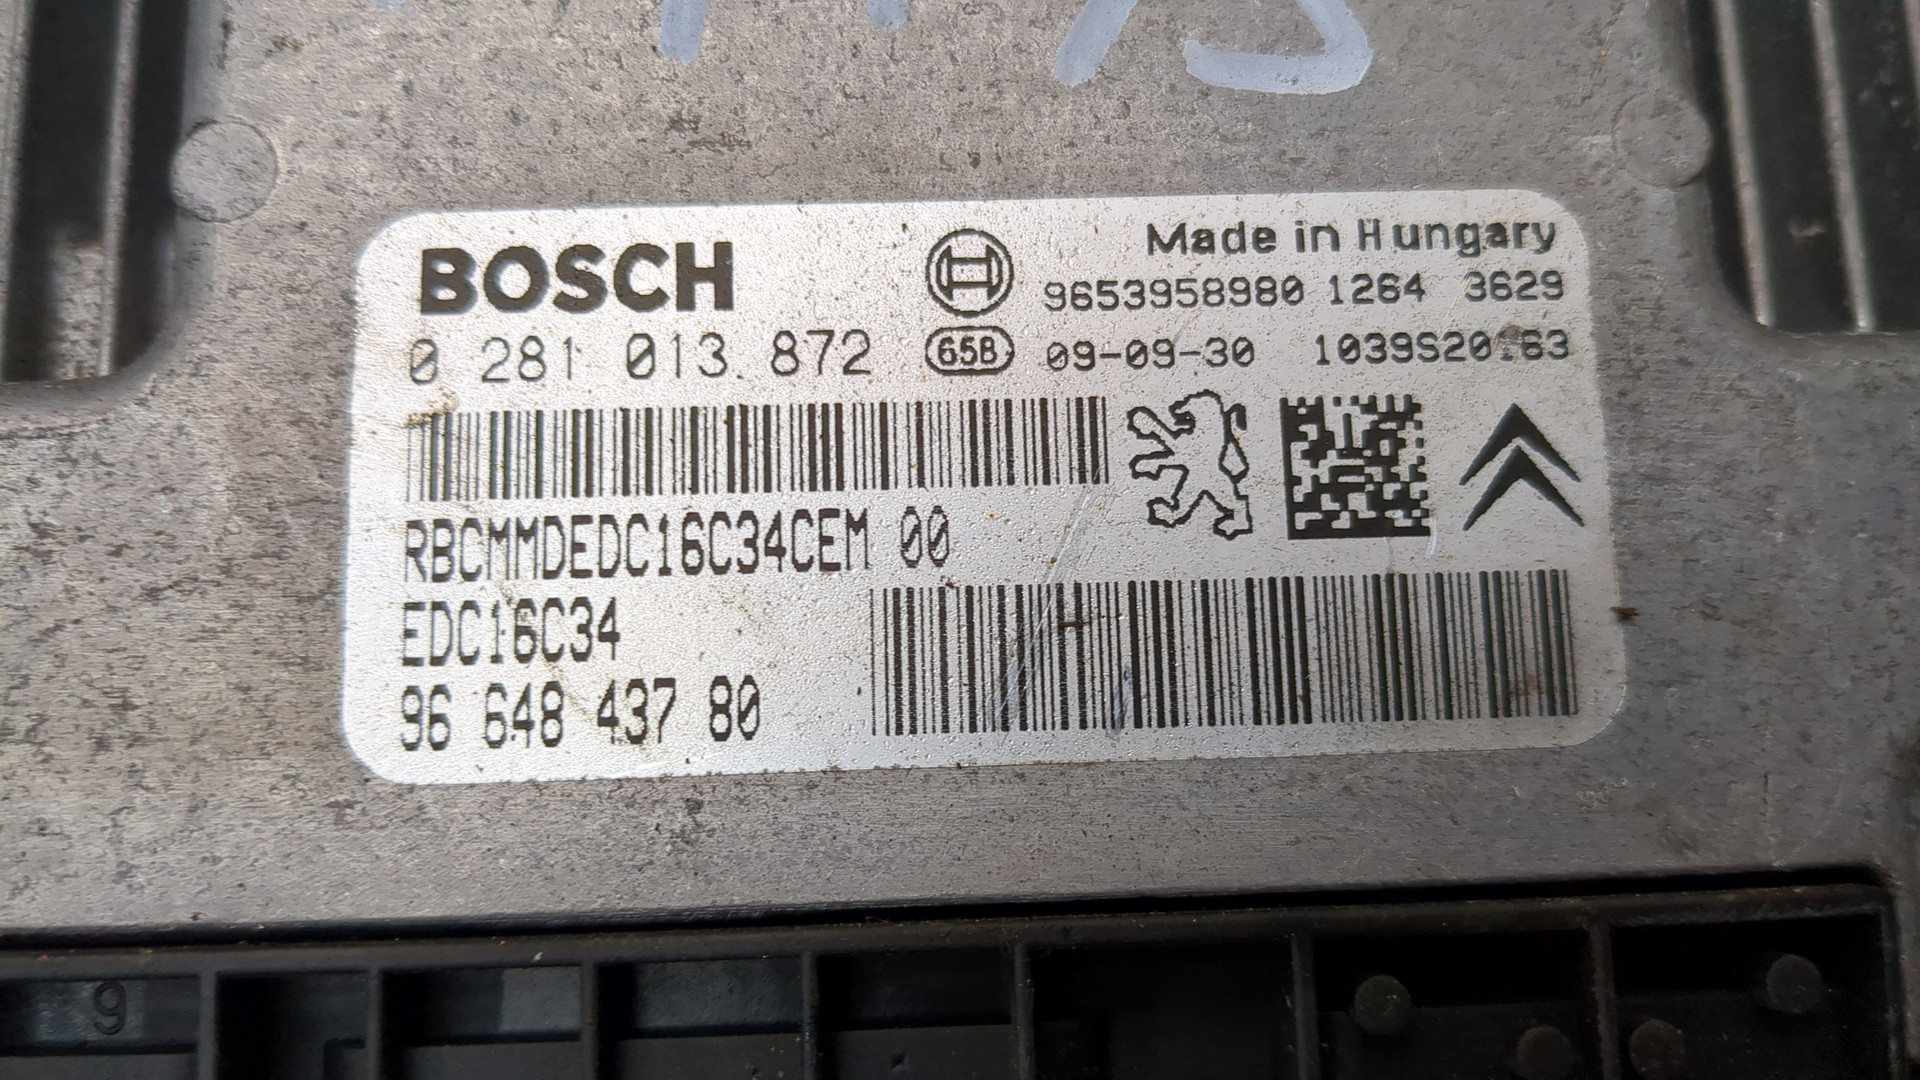 BOSCH
Made in Hungary
9653958980 1264 3629
0 281 013 872
65B
09-09-30
RBCMMDEDC16C34CEM 00
EDC16C34
96 648 437 80
9